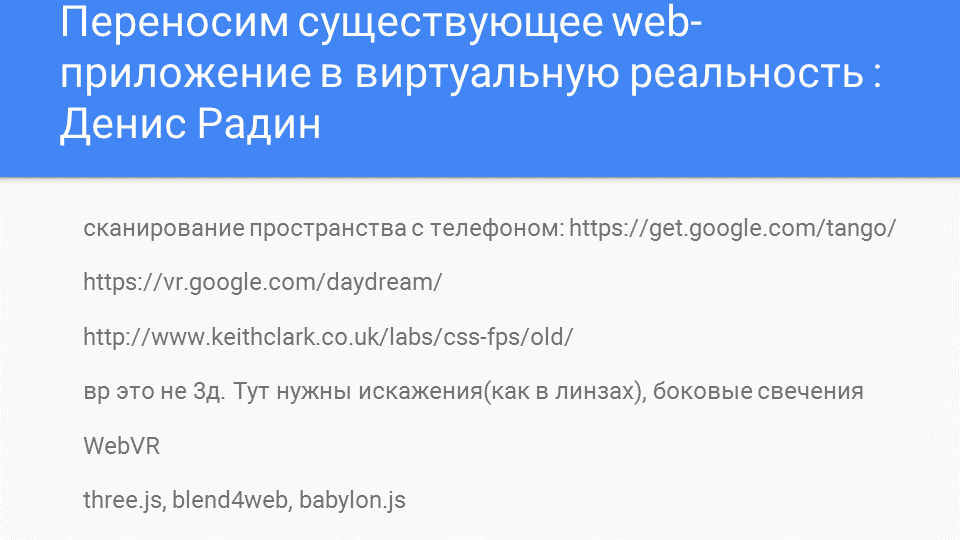 Переносим существующее web-
приложение в виртуальную реальность :
Денис Радин
сканирование пространства с телефоном: https://get.google.com/tango/
https://vr.google.com/daydream/
http://www.keithclark.co.uk/labs/css-fps/old/
вр это не 3д. Тут нужны искажения(как в линзах), боковые свечения
WebVR
three.js, blend4web, babylon.js